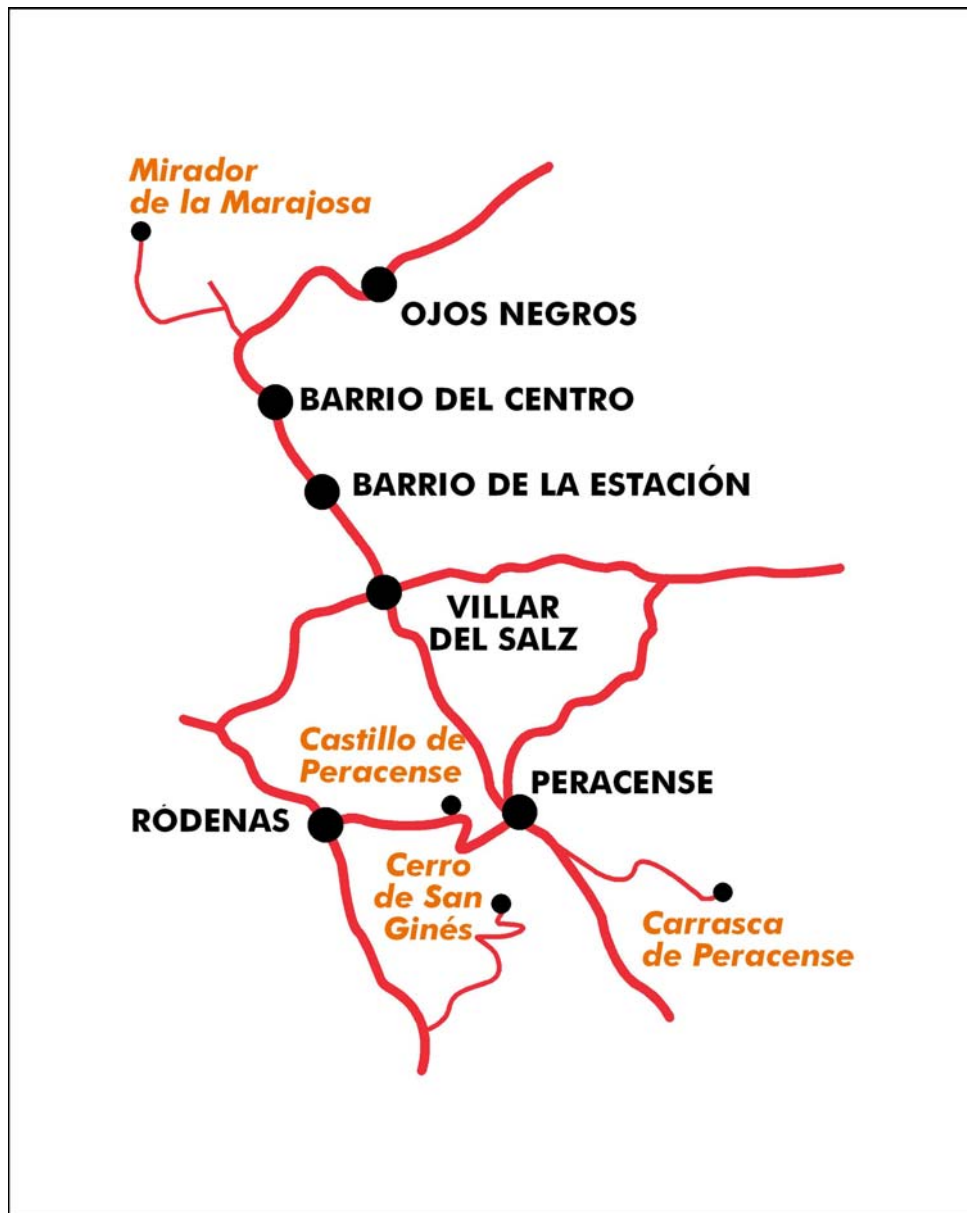 Mirador
de la Marajosa
OJOS NEGROS
BARRIO DEL CENTRO
BARRIO DE LA ESTACIÓN
VILLAR
DEL SALZ
Castillo de
Peracense
PERACENSE
RÓDENAS
Cerro
de San
Ginés
Carrasca
de Peracense